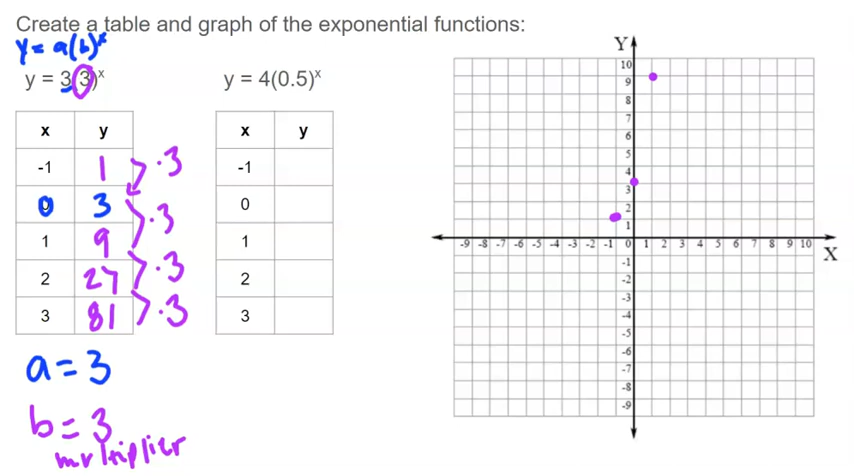 Create a table and graph of the exponential functions:
y = a(b)^x
y = 3(3)^x
y = 4(0.5)^x
x y
-1 1
0 3
1 9
2 27
3 81
·3
·3
·3
·3
x y
-1
0
1
2
3
a = 3
b = 3
multiplier
Y
10
9
8
7
6
5
4
3
2
1
-9 -8 -7 -6 -5 -4 -3 -2 -1 0 1 2 3 4 5 6 7 8 9 10
X
-1
-2
-3
-4
-5
-6
-7
-8
-9